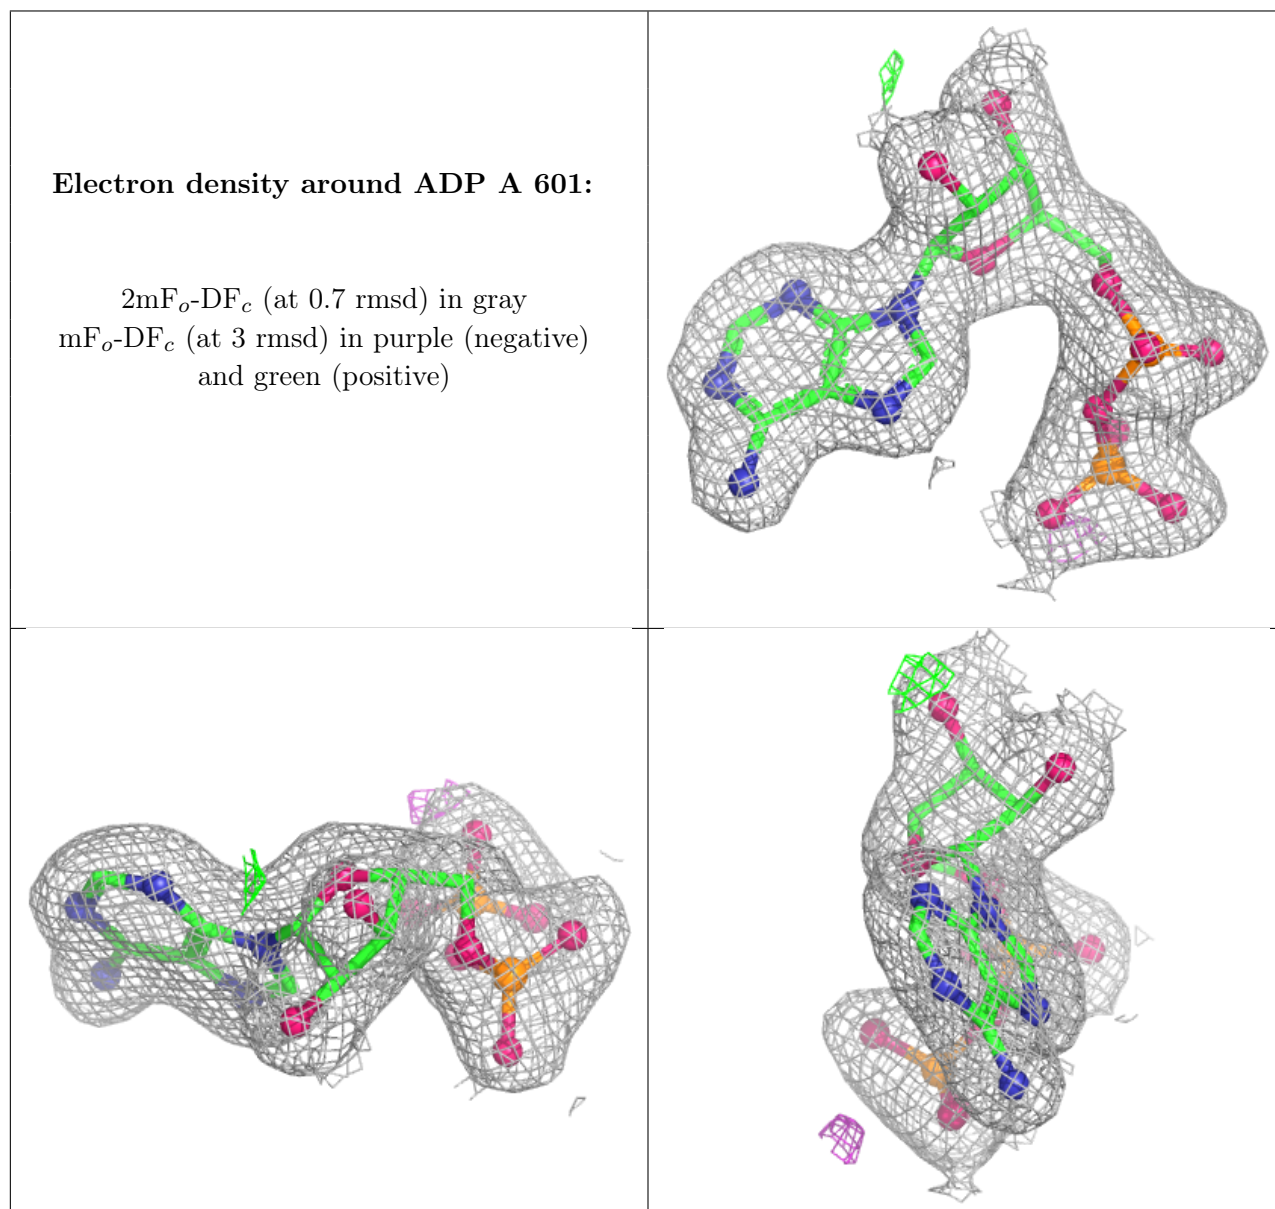 Electron density around ADP A 601:
2mF$_o$-DF$_c$ (at 0.7 rmsd) in gray
mF$_o$-DF$_c$ (at 3 rmsd) in purple (negative)
and green (positive)